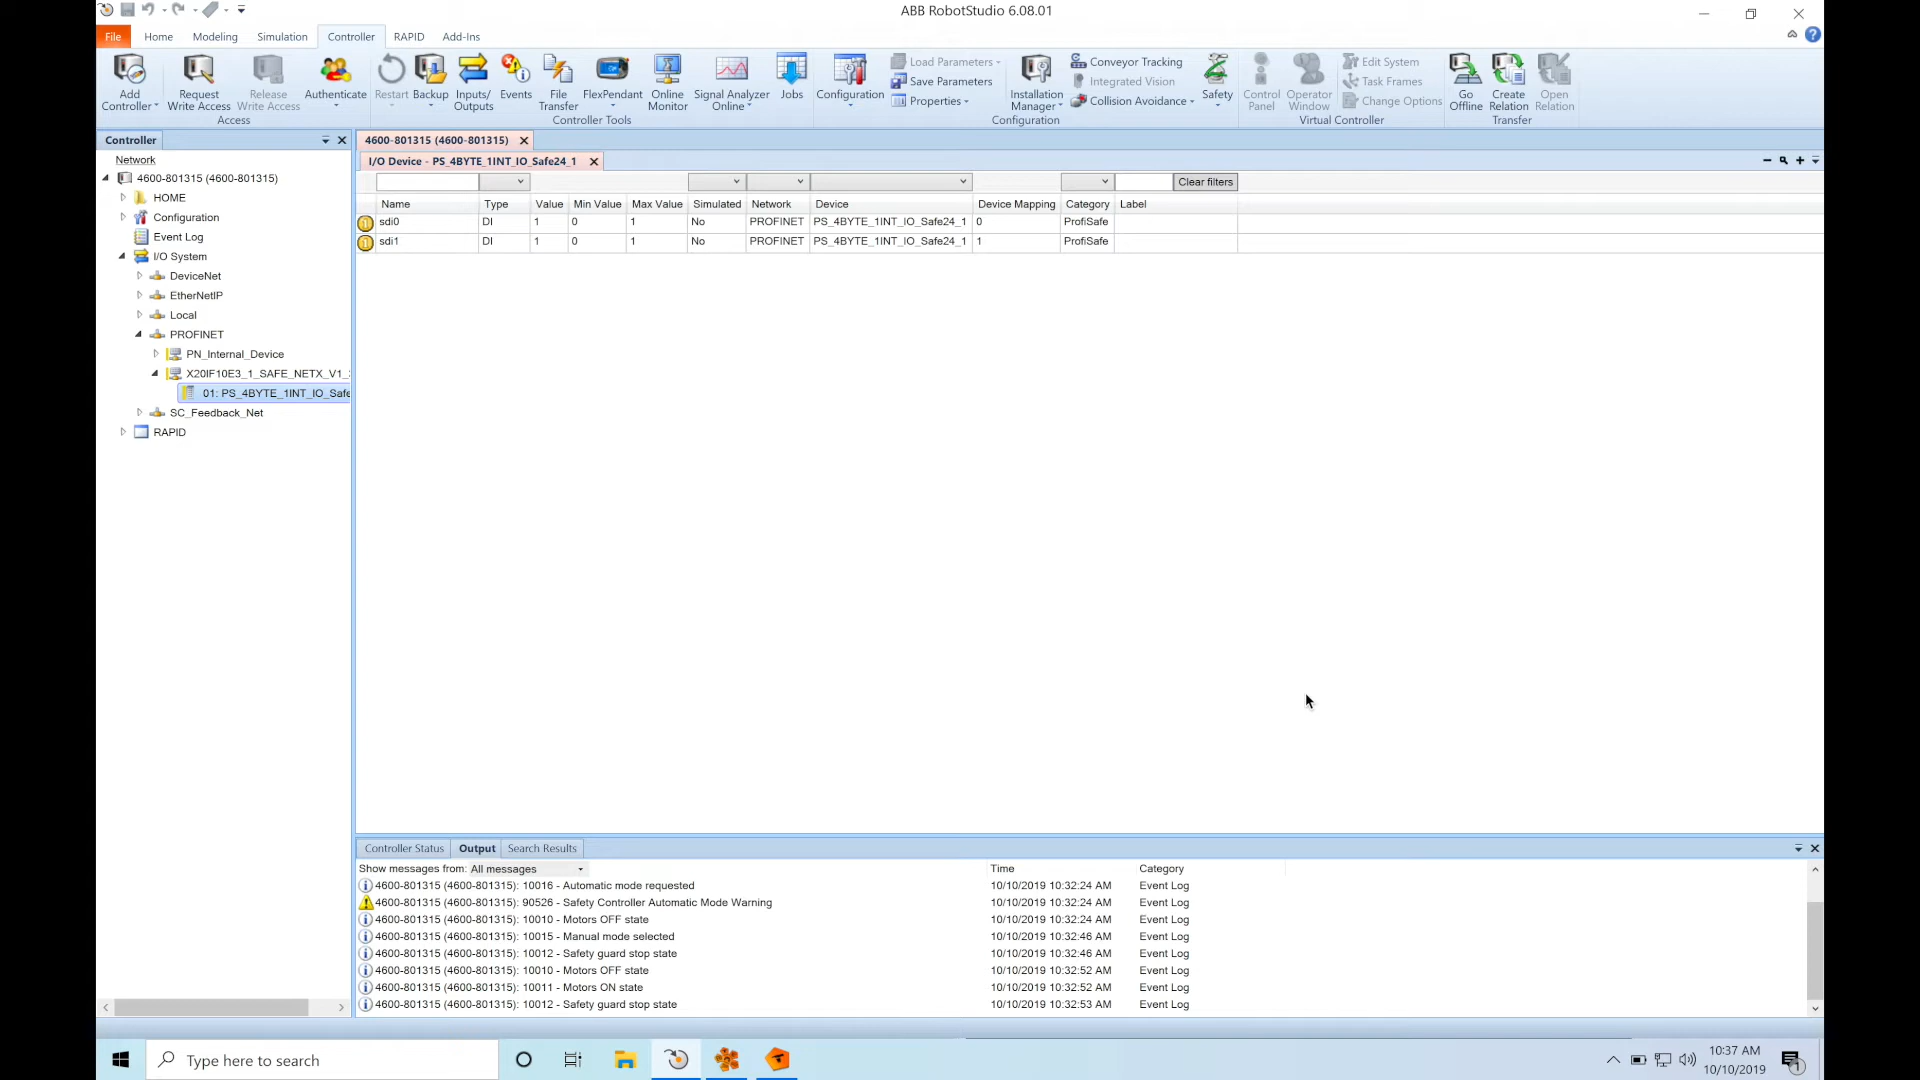 ABB RobotStudio 6.08.01
File Home Modeling Simulation Controller RAPID Add-Ins
Add Controller
Request Write Access
Release Write Access
Authenticate
Access
Restart
Backup
Inputs/ Outputs
Events
File Transfer
FlexPendant
Online Monitor
Signal Analyzer Online
Jobs
Controller Tools
Configuration
Load Parameters
Save Parameters
Properties
Installation Manager
Conveyor Tracking
Integrated Vision
Collision Avoidance
Safety
Configuration
Control Panel
Operator Window
Edit System
Task Frames
Change Options
Virtual Controller
Go Offline
Create Relation
Open Relation
Transfer
Controller
Network
4600-801315 (4600-801315)
HOME
Configuration
Event Log
I/O System
DeviceNet
EtherNetIP
Local
PROFINET
PN_Internal_Device
X20IF10E3_1_SAFE_NETX_V1_
01: PS_4BYTE_1INT_IO_Safe
SC_Feedback_Net
RAPID
4600-801315 (4600-801315)
I/O Device - PS_4BYTE_1INT_IO_Safe24_1
Clear filters
Name Type Value Min Value Max Value Simulated Network Device Device Mapping Category Label
sdi0 DI 1 0 1 No PROFINET PS_4BYTE_1INT_IO_Safe24_1 0 ProfiSafe
sdi1 DI 1 0 1 No PROFINET PS_4BYTE_1INT_IO_Safe24_1 1 ProfiSafe
Controller Status Output Search Results
Show messages from: All messages Time Category
4600-801315 (4600-801315): 10016 - Automatic mode requested 10/10/2019 10:32:24 AM Event Log
4600-801315 (4600-801315): 90526 - Safety Controller Automatic Mode Warning 10/10/2019 10:32:24 AM Event Log
4600-801315 (4600-801315): 10010 - Motors OFF state 10/10/2019 10:32:24 AM Event Log
4600-801315 (4600-801315): 10015 - Manual mode selected 10/10/2019 10:32:46 AM Event Log
4600-801315 (4600-801315): 10012 - Safety guard stop state 10/10/2019 10:32:46 AM Event Log
4600-801315 (4600-801315): 10010 - Motors OFF state 10/10/2019 10:32:52 AM Event Log
4600-801315 (4600-801315): 10011 - Motors ON state 10/10/2019 10:32:52 AM Event Log
4600-801315 (4600-801315): 10012 - Safety guard stop state 10/10/2019 10:32:53 AM Event Log
Type here to search
10:37 AM
10/10/2019
1